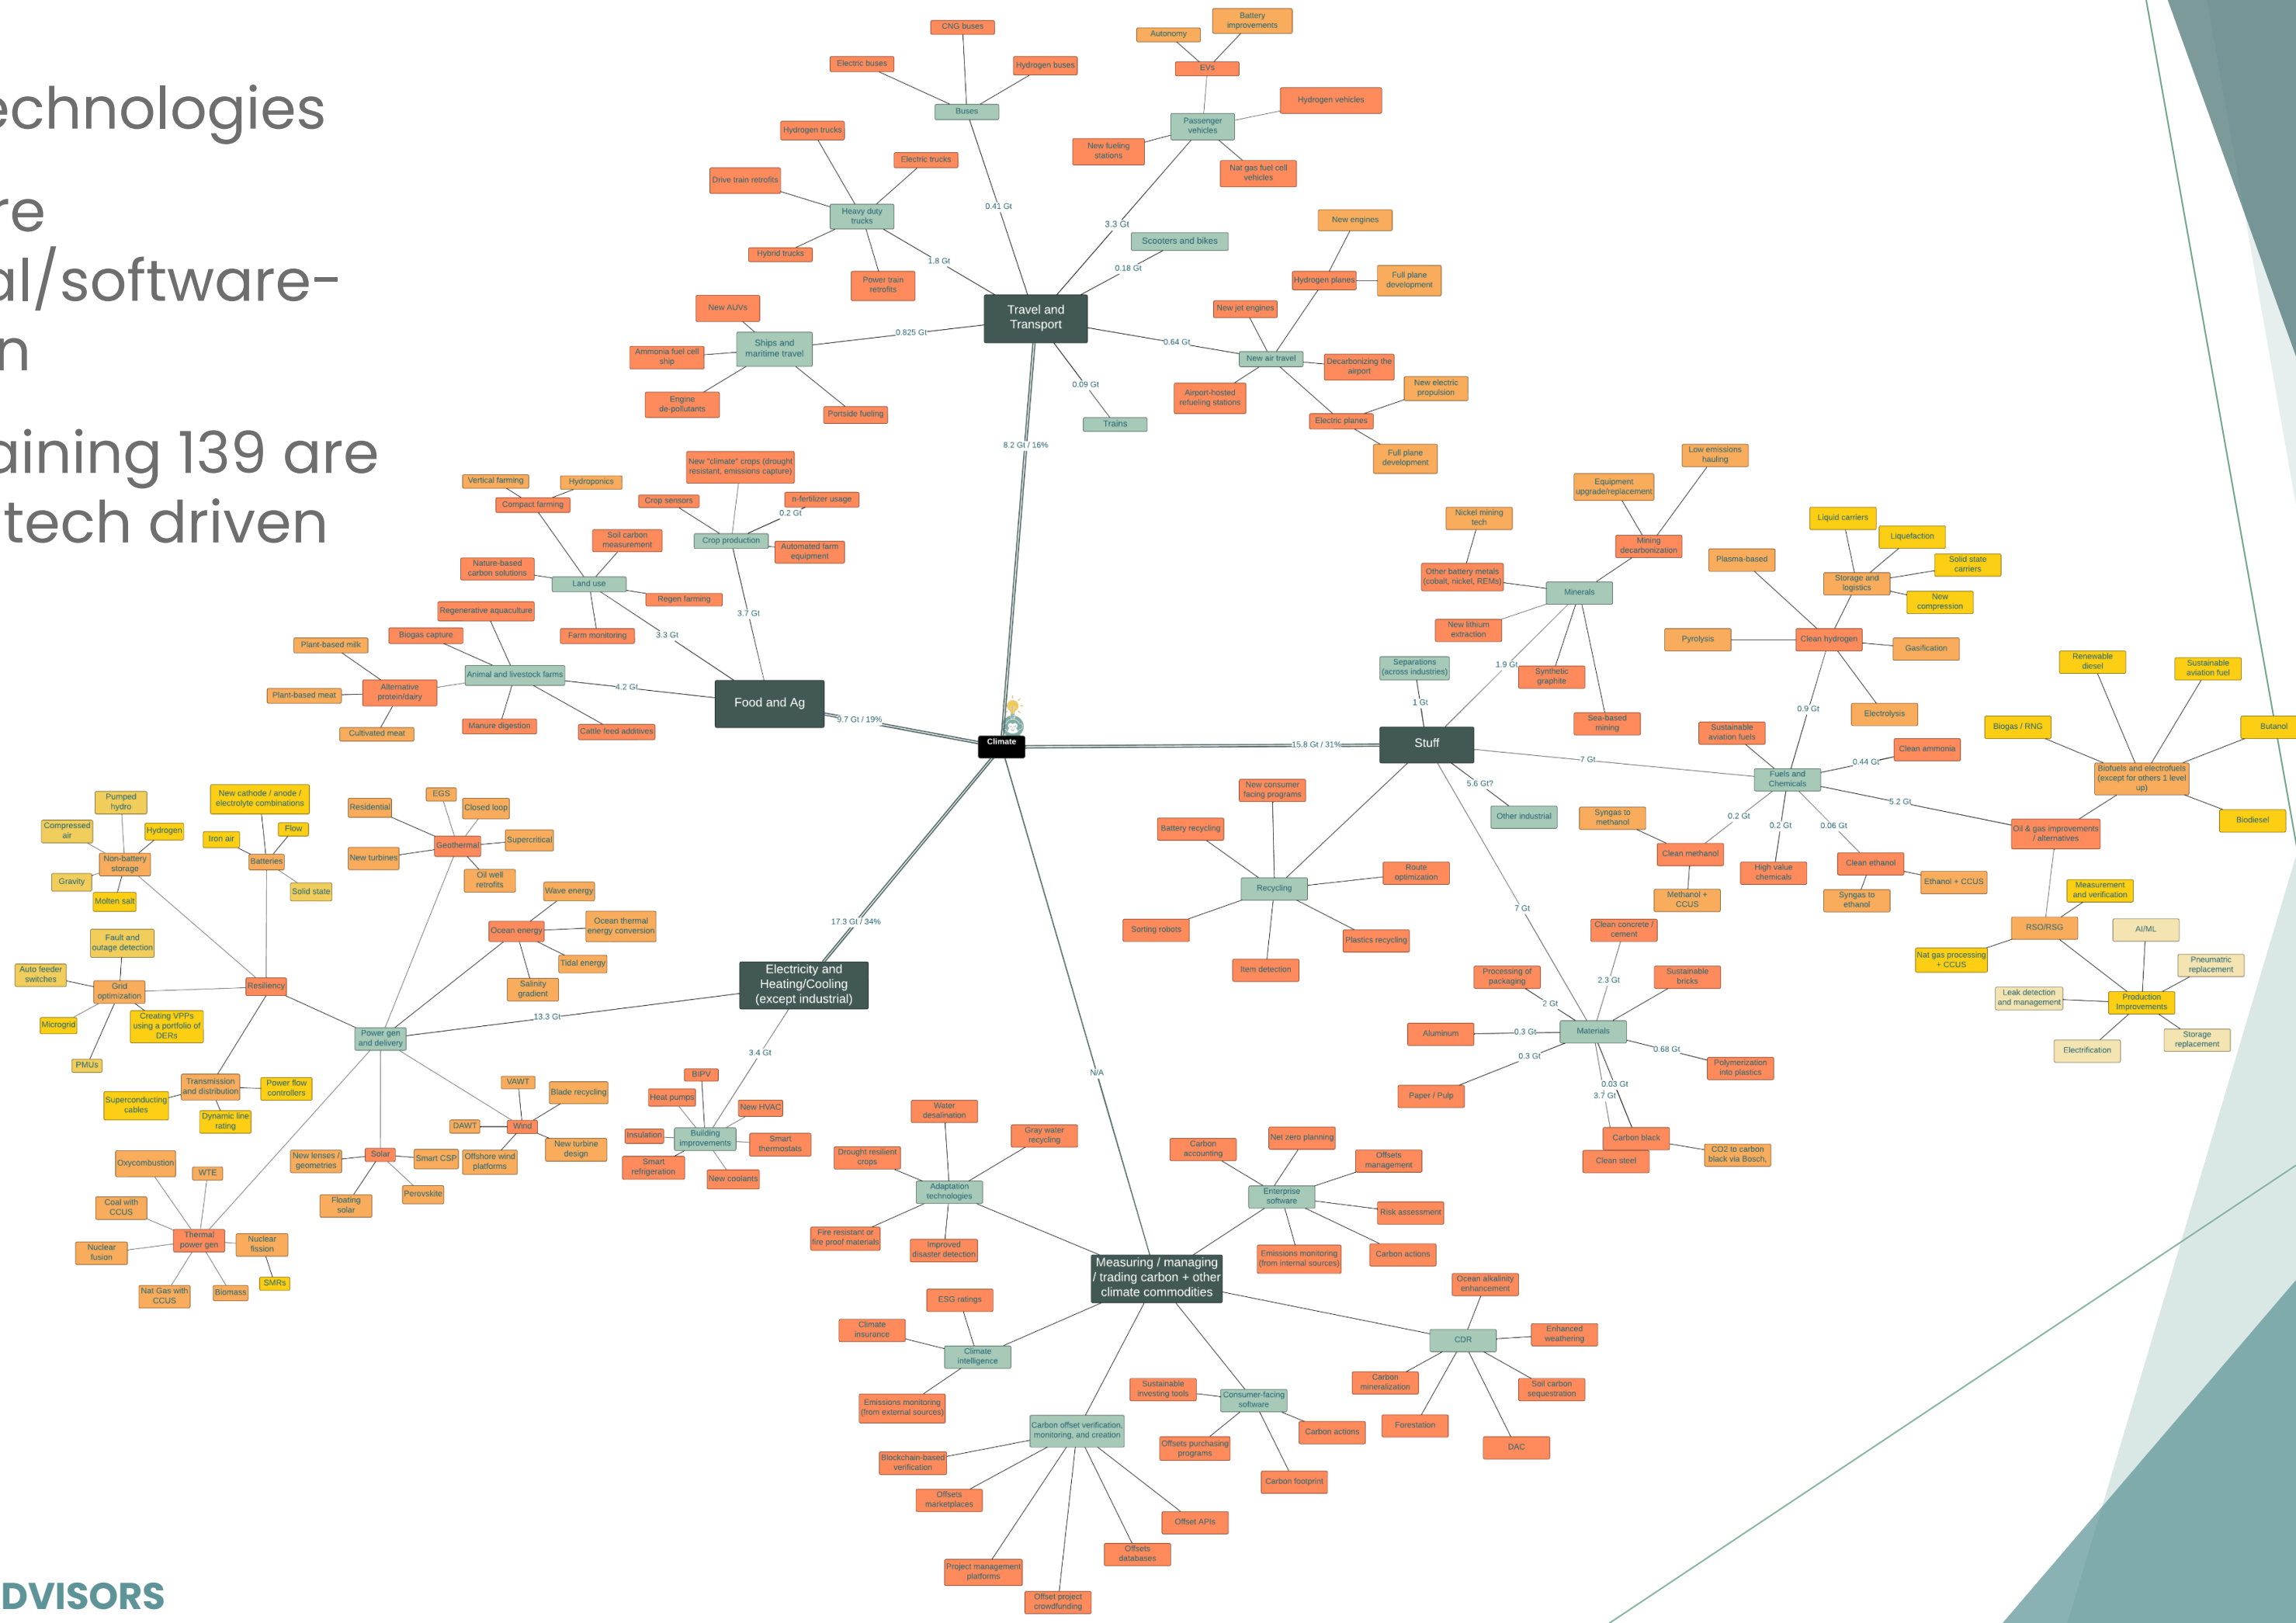 echnologies
re
al/software-
n
aining 139 are
tech driven
DVISORS
CNG buses
Electric buses
Hydrogen buses
Buses
0.41 Gt
Battery
improvements
Autonomy
EVs
Hydrogen vehicles
Passenger
vehicles
New fueling
stations
Nat gas fuel cell
vehicles
3.3 Gt
Hydrogen trucks
Electric trucks
Drive train retrofits
Heavy duty
trucks
Hybrid trucks
Power train
retrofits
1.8 Gt
Scooters and bikes
0.18 Gt
New engines
Hydrogen planes
Full plane
development
New jet engines
New air travel
0.64 Gt
Decarbonizing the
airport
Airport-hosted
refueling stations
New electric
propulsion
Electric planes
Full plane
development
Travel and
Transport
New AUVs
Ships and
maritime travel
0.825 Gt
Ammonia fuel cell
ship
Engine
de-pollutants
Portside fueling
0.09 Gt
Trains
8.2 Gt / 16%
New "climate" crops (drought
resistant, emissions capture)
Crop sensors
n-fertilizer usage
0.2 Gt
Crop production
Automated farm
equipment
3.7 Gt
Vertical farming
Hydroponics
Compact farming
Soil carbon
measurement
Nature-based
carbon solutions
Land use
Regen farming
Farm monitoring
3.3 Gt
Regenerative aquaculture
Biogas capture
Plant-based milk
Animal and livestock farms
4.2 Gt
Alternative
protein/dairy
Plant-based meat
Cultivated meat
Manure digestion
Cattle feed additives
Food and Ag
9.7 Gt / 19%
Climate
15.8 Gt / 31%
Stuff
Low emissions
hauling
Equipment
upgrade/replacement
Nickel mining
tech
Mining
decarbonization
Other battery metals
(cobalt, nickel, REMs)
Minerals
New lithium
extraction
Synthetic
graphite
Sea-based
mining
1.9 Gt
Separations
(across industries)
1 Gt
Liquid carriers
Liquefaction
Solid state
carriers
Storage and
logistics
New
compression
Plasma-based
Pyrolysis
Clean hydrogen
Gasification
Electrolysis
0.9 Gt
Sustainable
aviation fuels
Clean ammonia
0.44 Gt
7 Gt
Fuels and
Chemicals
5.2 Gt
Renewable
diesel
Sustainable
aviation fuel
Biogas / RNG
Butanol
Biofuels and electrofuels
(except for others 1 level
up)
Biodiesel
Oil & gas improvements
/ alternatives
Syngas to
methanol
0.2 Gt
0.2 Gt
0.06 Gt
Clean methanol
High value
chemicals
Clean ethanol
Methanol +
CCUS
Syngas to
ethanol
Ethanol + CCUS
Measurement
and verification
RSO/RSG
AI/ML
Nat gas processing
+ CCUS
Pneumatric
replacement
Leak detection
and management
Production
Improvements
Storage
replacement
Electrification
5.6 Gt?
Other industrial
New consumer
facing programs
Battery recycling
Route
optimization
Recycling
Sorting robots
Plastics recycling
Item detection
7 Gt
Clean concrete /
cement
2.3 Gt
Processing of
packaging
2 Gt
Sustainable
bricks
Aluminum
0.3 Gt
Materials
0.3 Gt
0.68 Gt
Polymerization
into plastics
Paper / Pulp
0.03 Gt
3.7 Gt
Carbon black
CO2 to carbon
black via Bosch,
Clean steel
17.3 Gt / 34%
Electricity and
Heating/Cooling
(except industrial)
13.3 Gt
3.4 Gt
Pumped
hydro
Compressed
air
Hydrogen
Non-battery
storage
Gravity
Molten salt
New cathode / anode /
electrolyte combinations
Iron air
Flow
Batteries
Solid state
EGS
Residential
Closed loop
Geothermal
Supercritical
New turbines
Oil well
retrofits
Wave energy
Ocean energy
Ocean thermal
energy conversion
Tidal energy
Salinity
gradient
Fault and
outage detection
Auto feeder
switches
Grid
optimization
Resiliency
Microgrid
Creating VPPs
using a portfolio of
DERs
PMUs
Power gen
and delivery
Transmission
and distribution
Power flow
controllers
Superconducting
cables
Dynamic line
rating
VAWT
Blade recycling
DAWT
Wind
New turbine
design
Offshore wind
platforms
Solar
New lenses /
geometries
Smart CSP
Floating
solar
Perovskite
Oxycombustion
WTE
Coal with
CCUS
Thermal
power gen
Nuclear
fission
Nuclear
fusion
SMRs
Nat Gas with
CCUS
Biomass
BIPV
Heat pumps
New HVAC
Insulation
Building
improvements
Smart
thermostats
Smart
refrigeration
New coolants
N/A
Water
desalination
Gray water
recycling
Drought resilient
crops
Adaptation
technologies
Fire resistant or
fire proof materials
Improved
disaster detection
Carbon
accounting
Net zero planning
Offsets
management
Enterprise
software
Risk assessment
Emissions monitoring
(from internal sources)
Carbon actions
Measuring / managing
/ trading carbon + other
climate commodities
ESG ratings
Climate
insurance
Climate
intelligence
Emissions monitoring
(from external sources)
Ocean alkalinity
enhancement
CDR
Enhanced
weathering
Carbon
mineralization
Soil carbon
sequestration
Forestation
DAC
Sustainable
investing tools
Consumer-facing
software
Offsets purchasing
programs
Carbon actions
Carbon footprint
Carbon offset verification,
monitoring, and creation
Blockchain-based
verification
Offsets
marketplaces
Offset APIs
Offsets
databases
Project management
platforms
Offset project
crowdfunding